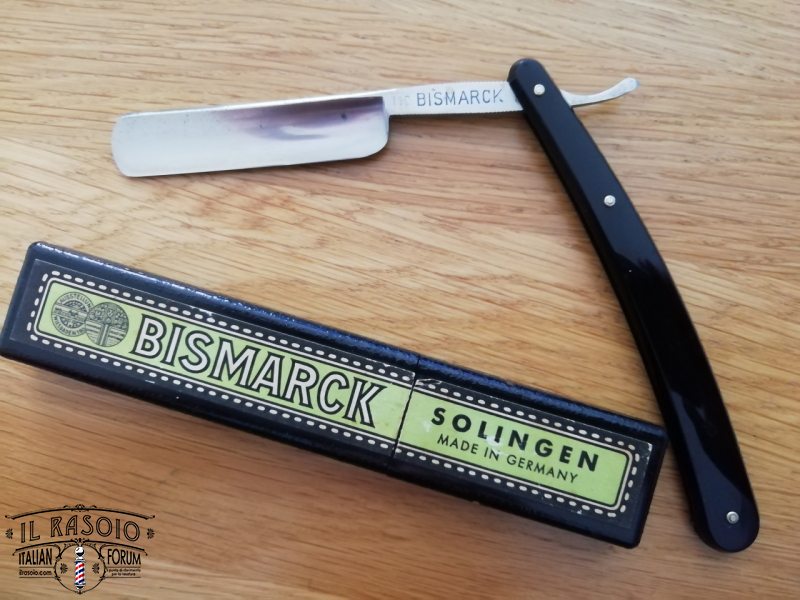 BISMARCK
BISMARCK
SOLINGEN
MADE IN GERMANY
IL RASOIO
ITALIAN FORUM
ilrasoio.com